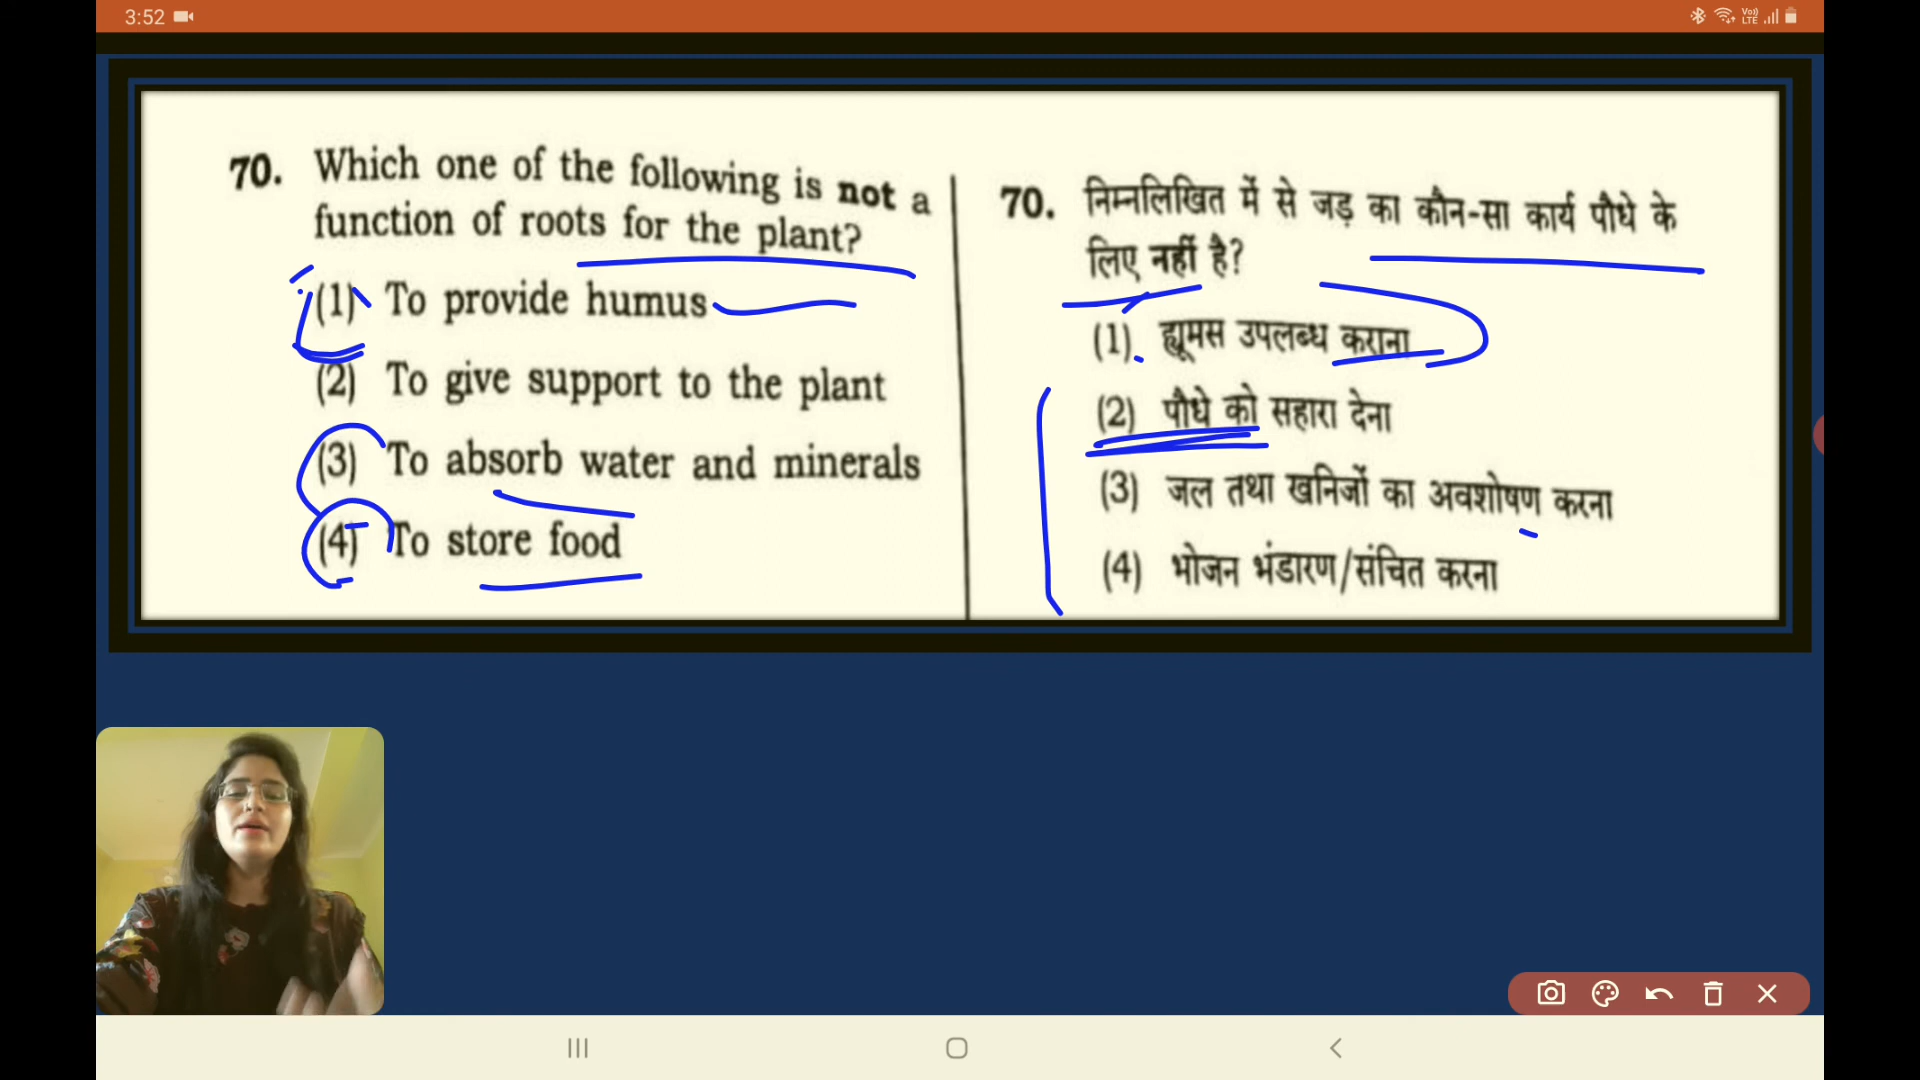 3:52
Vo))
LTE
70. Which one of the following is not a
function of roots for the plant?
(1) To provide humus
(2) To give support to the plant
(3) To absorb water and minerals
(4) To store food
70. निम्नलिखित में से जड़ का कौन-सा कार्य पौधे के
लिए नहीं है?
(1) ह्यूमस उपलब्ध कराना
(2) पौधे को सहारा देना
(3) जल तथा खनिजों का अवशोषण करना
(4) भोजन भंडारण/संचित करना